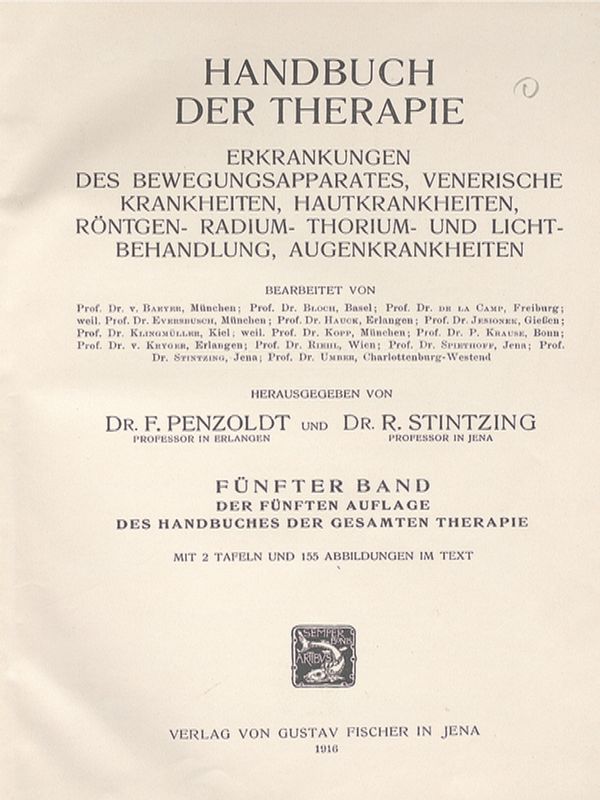 HANDBUCH
DER THERAPIE
ERKRANKUNGEN
DES BEWEGUNGSAPPARATES, VENERISCHE
KRANKHEITEN, HAUTKRANKHEITEN,
RÖNTGEN- RADIUM- THORIUM- UND LICHT-
BEHANDLUNG, AUGENKRANKHEITEN
BEARBEITET VON
Prof. Dr. v. BAEYER, München; Prof. Dr. BLOCH, Basel; Prof. Dr. DE LA CAMP, Freiburg;
weil. Prof. Dr. EVERSBUSCH, München; Prof. Dr. HAUCK, Erlangen; Prof. Dr. JESIONEK, Gießen;
Prof. Dr. KLINGMÜLLER, Kiel; weil. Prof. Dr. KOPP, München; Prof. Dr. P. KRAUSE, Bonn;
Prof. Dr. v. KRYGER, Erlangen; Prof. Dr. RIEHL, Wien; Prof. Dr. SPIETHOFF, Jena; Prof.
Dr. STINTZING, Jena; Prof. Dr. UMBER, Charlottenburg-Westend
HERAUSGEGEBEN VON
DR. F. PENZOLDT UND DR. R. STINTZING
PROFESSOR IN ERLANGEN PROFESSOR IN JENA
FÜNFTER BAND
DER FÜNFTEN AUFLAGE
DES HANDBUCHES DER GESAMTEN THERAPIE
MIT 2 TAFELN UND 155 ABBILDUNGEN IM TEXT
SEMPER
BONIS
ARTIBVS
VERLAG VON GUSTAV FISCHER IN JENA
1916